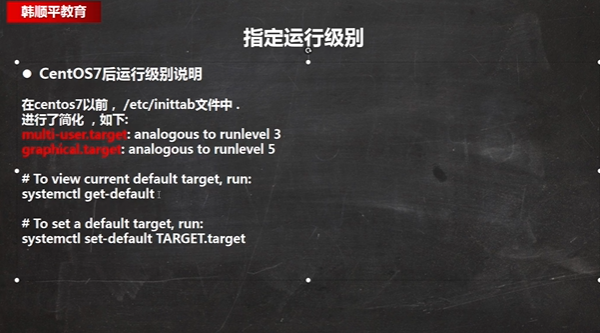 韩顺平教育
指定运行级别
● CentOS7后运行级别说明
在centos7以前， /etc/inittab文件中 .
进行了简化 ，如下:
multi-user.target: analogous to runlevel 3
graphical.target: analogous to runlevel 5
# To view current default target, run:
systemctl get-default
# To set a default target, run:
systemctl set-default TARGET.target